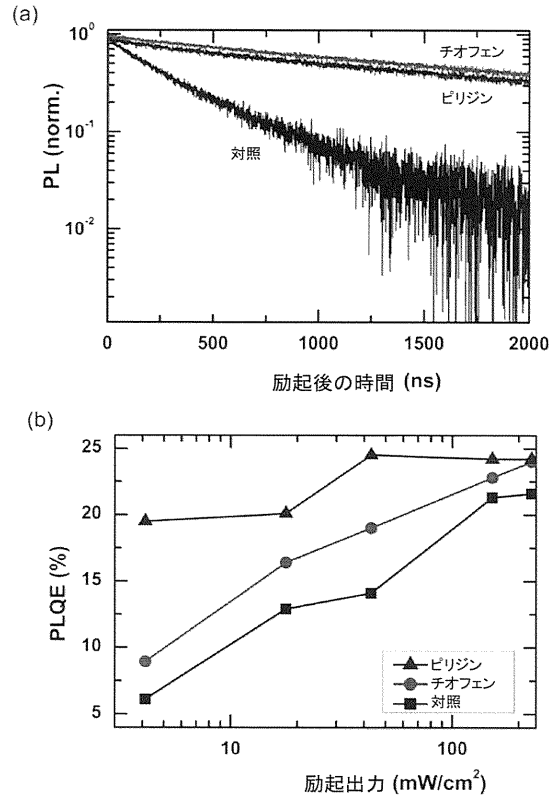 (a)
PL (norm.)
10⁰
10⁻¹
10⁻²
チオフェン
ピリジン
対照
0 500 1000 1500 2000
励起後の時間 (ns)
(b)
PLQE (%)
25
20
15
10
5
ピリジン
チオフェン
対照
10 100
励起出力 (mW/cm²)